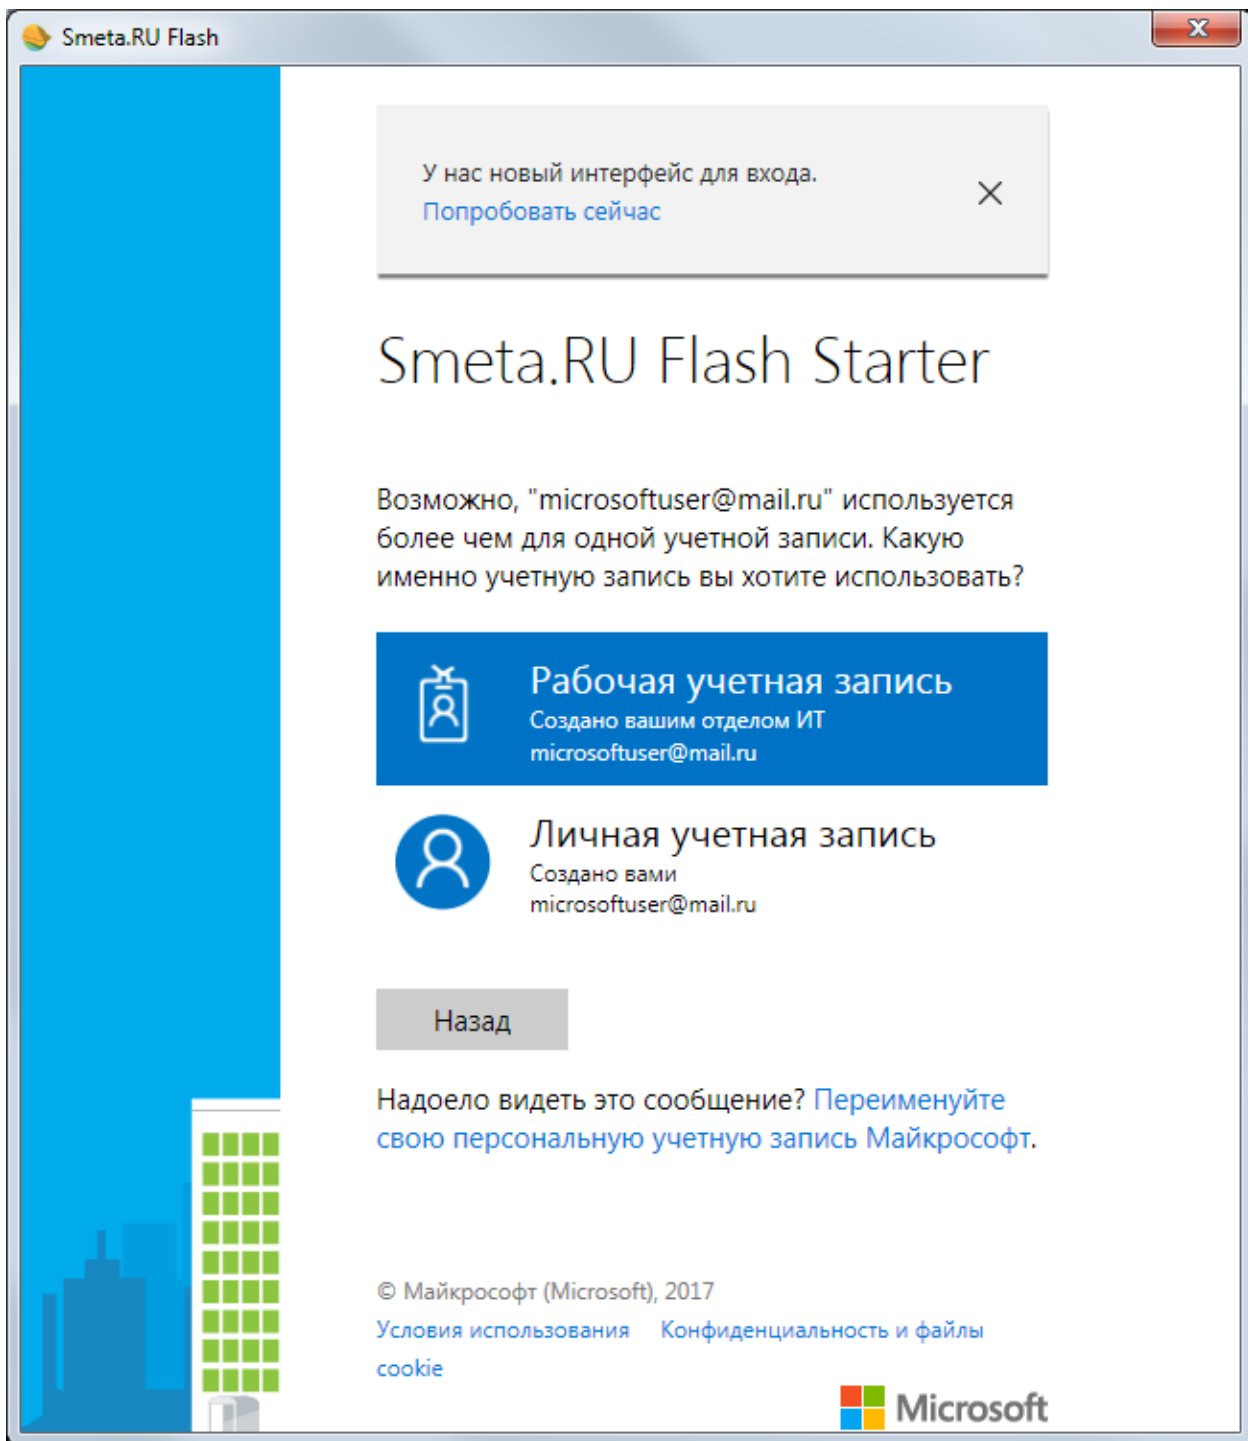 Smeta.RU Flash
У нас новый интерфейс для входа.
Попробовать сейчас
Smeta.RU Flash Starter
Возможно, "microsoftuser@mail.ru" используется
более чем для одной учетной записи. Какую
именно учетную запись вы хотите использовать?
Рабочая учетная запись
Создано вашим отделом ИТ
microsoftuser@mail.ru
Личная учетная запись
Создано вами
microsoftuser@mail.ru
Назад
Надоело видеть это сообщение? Переименуйте
свою персональную учетную запись Майкрософт.
© Майкрософт (Microsoft), 2017
Условия использования Конфиденциальность и файлы
cookie
Microsoft